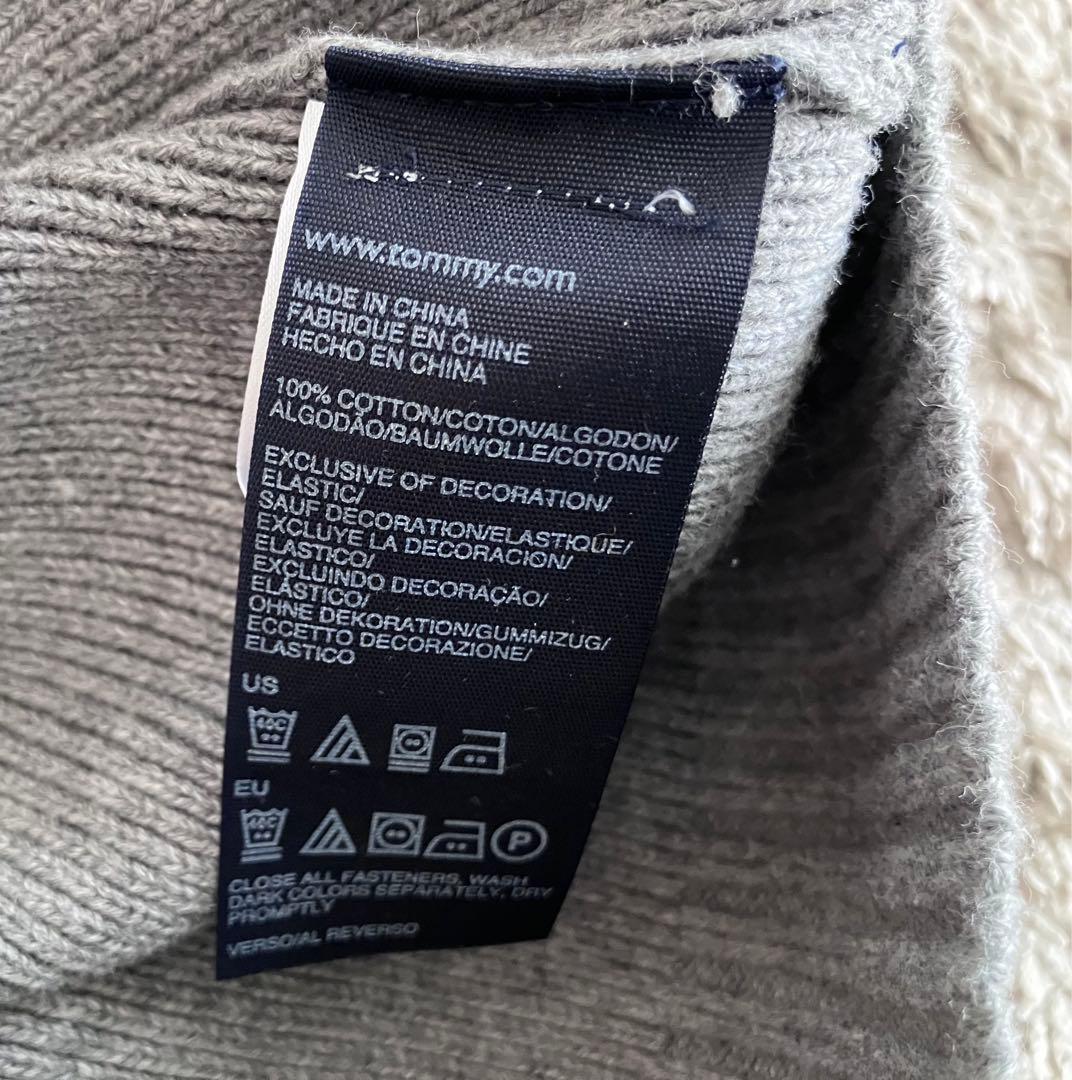 www.tommy.com
MADE IN CHINA
FABRIQUE EN CHINE
HECHO EN CHINA
100% COTTON/COTON/ALGODON/
ALGODÃO/BAUMWOLLE/COTONE
EXCLUSIVE OF DECORATION/
ELASTIC/
SAUF DECORATION/ELASTIQUE/
EXCLUYE LA DECORACION/
ELASTICO/
EXCLUINDO DECORAÇÃO/
ELÁSTICO/
OHNE DEKORATION/GUMMIZUG/
ECCETTO DECORAZIONE/
ELASTICO
US
40C
EU
40C
P
CLOSE ALL FASTENERS, WASH
DARK COLORS SEPARATELY, DRY
PROMPTLY
VERSO/AL REVERSO